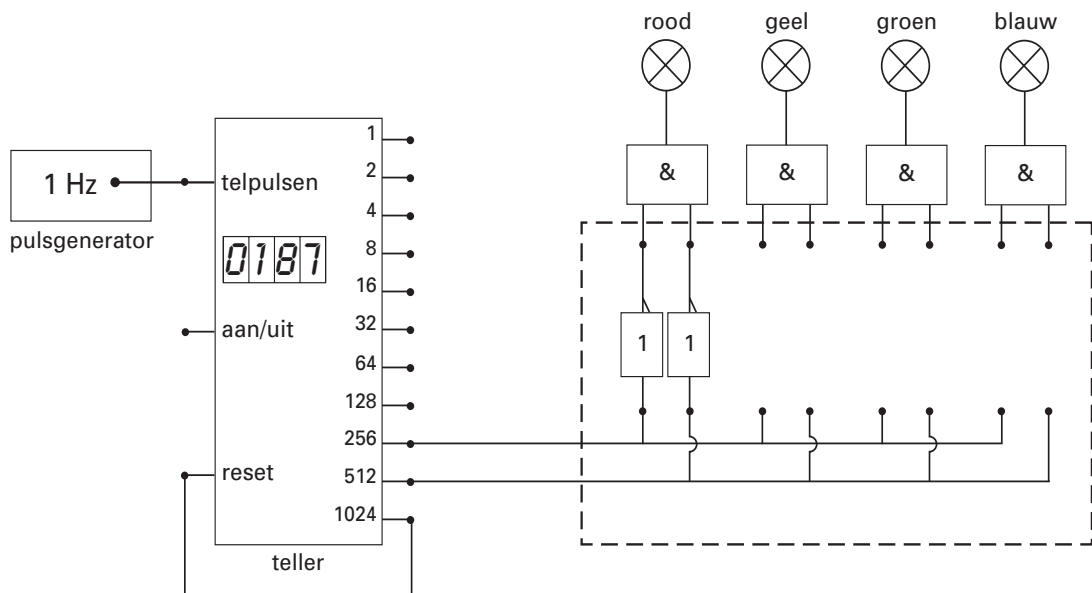 rood geel groen blauw
& & & &
1 Hz
pulsgenerator
telpulsen
0187
aan/uit
reset
1
2
4
8
16
32
64
128
256
512
1024
teller
1 1